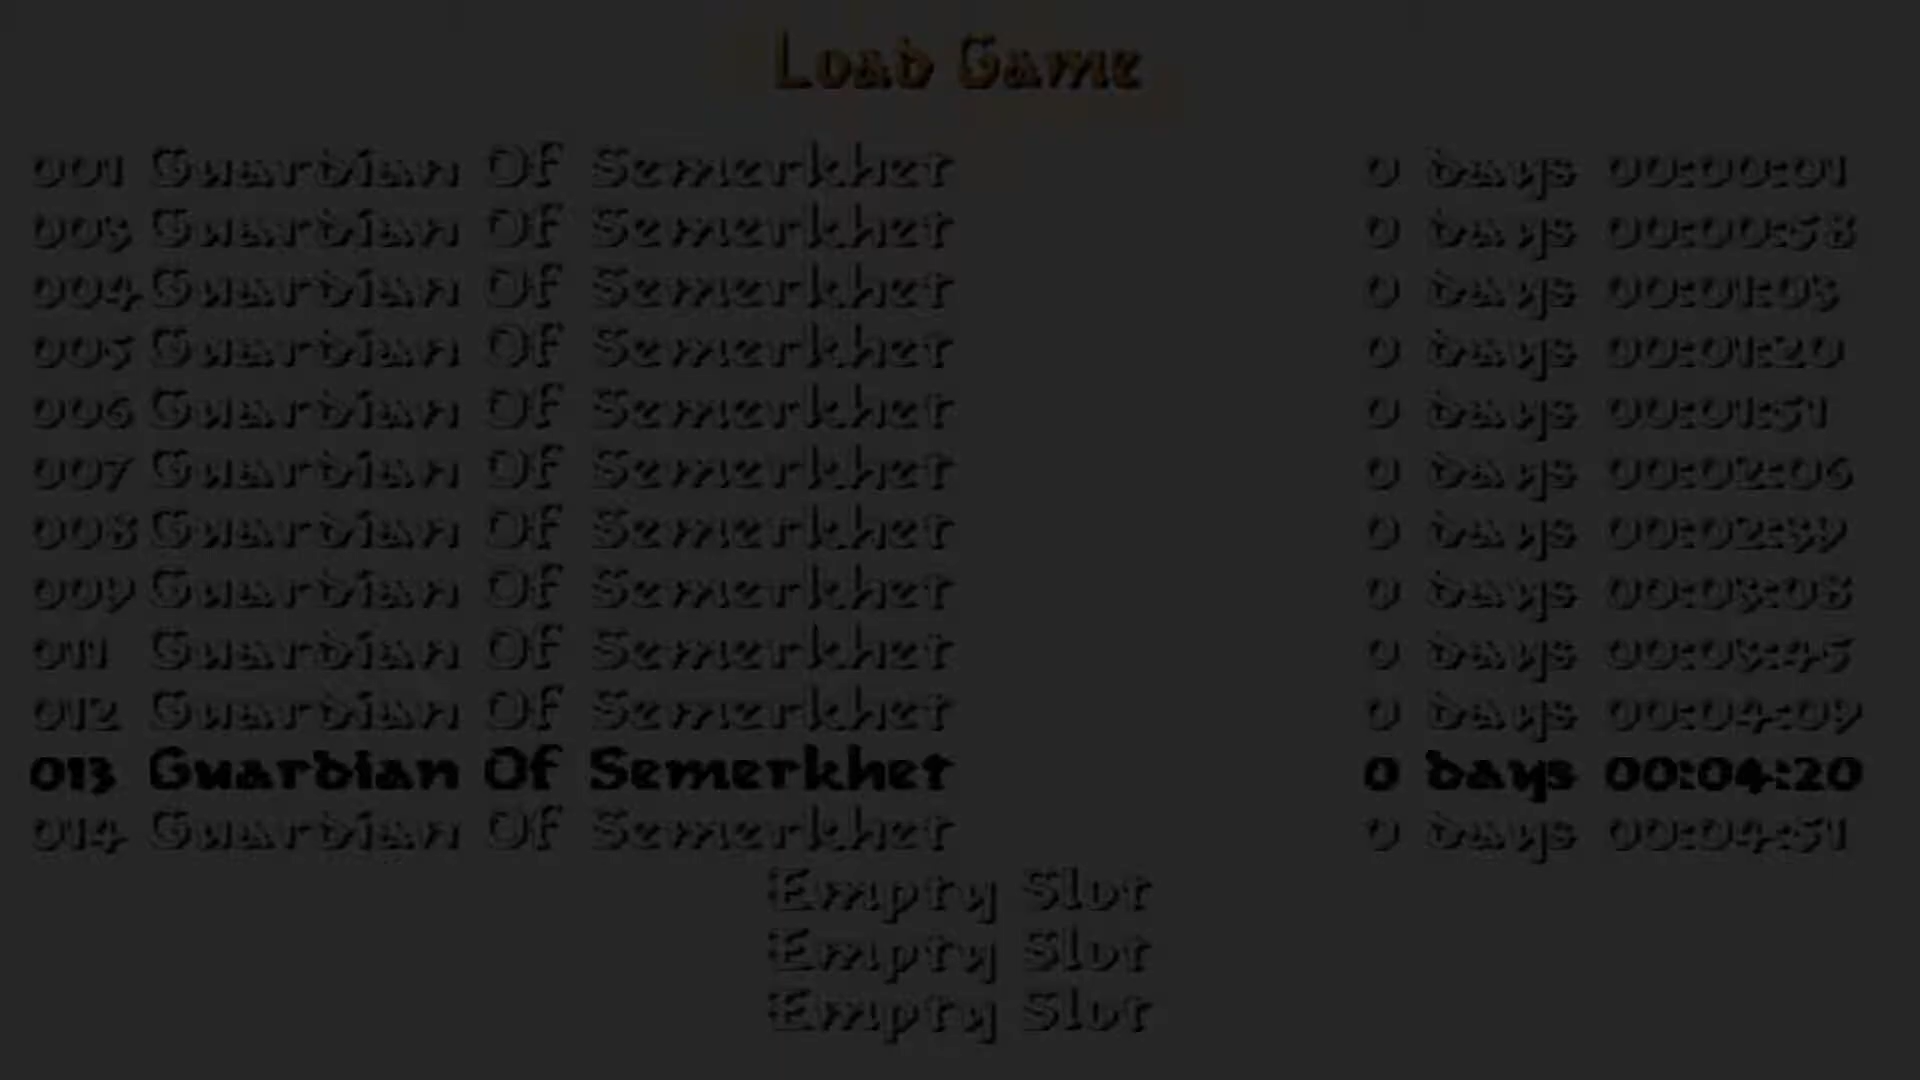 Load Game
001 Guardian Of Semerkhet 0 days 00:00:01
003 Guardian Of Semerkhet 0 days 00:00:58
004 Guardian Of Semerkhet 0 days 00:01:03
005 Guardian Of Semerkhet 0 days 00:01:20
006 Guardian Of Semerkhet 0 days 00:01:51
007 Guardian Of Semerkhet 0 days 00:02:06
008 Guardian Of Semerkhet 0 days 00:02:39
009 Guardian Of Semerkhet 0 days 00:03:08
011 Guardian Of Semerkhet 0 days 00:03:45
012 Guardian Of Semerkhet 0 days 00:04:09
013 Guardian Of Semerkhet 0 days 00:04:20
014 Guardian Of Semerkhet 0 days 00:04:51
Empty Slot
Empty Slot
Empty Slot